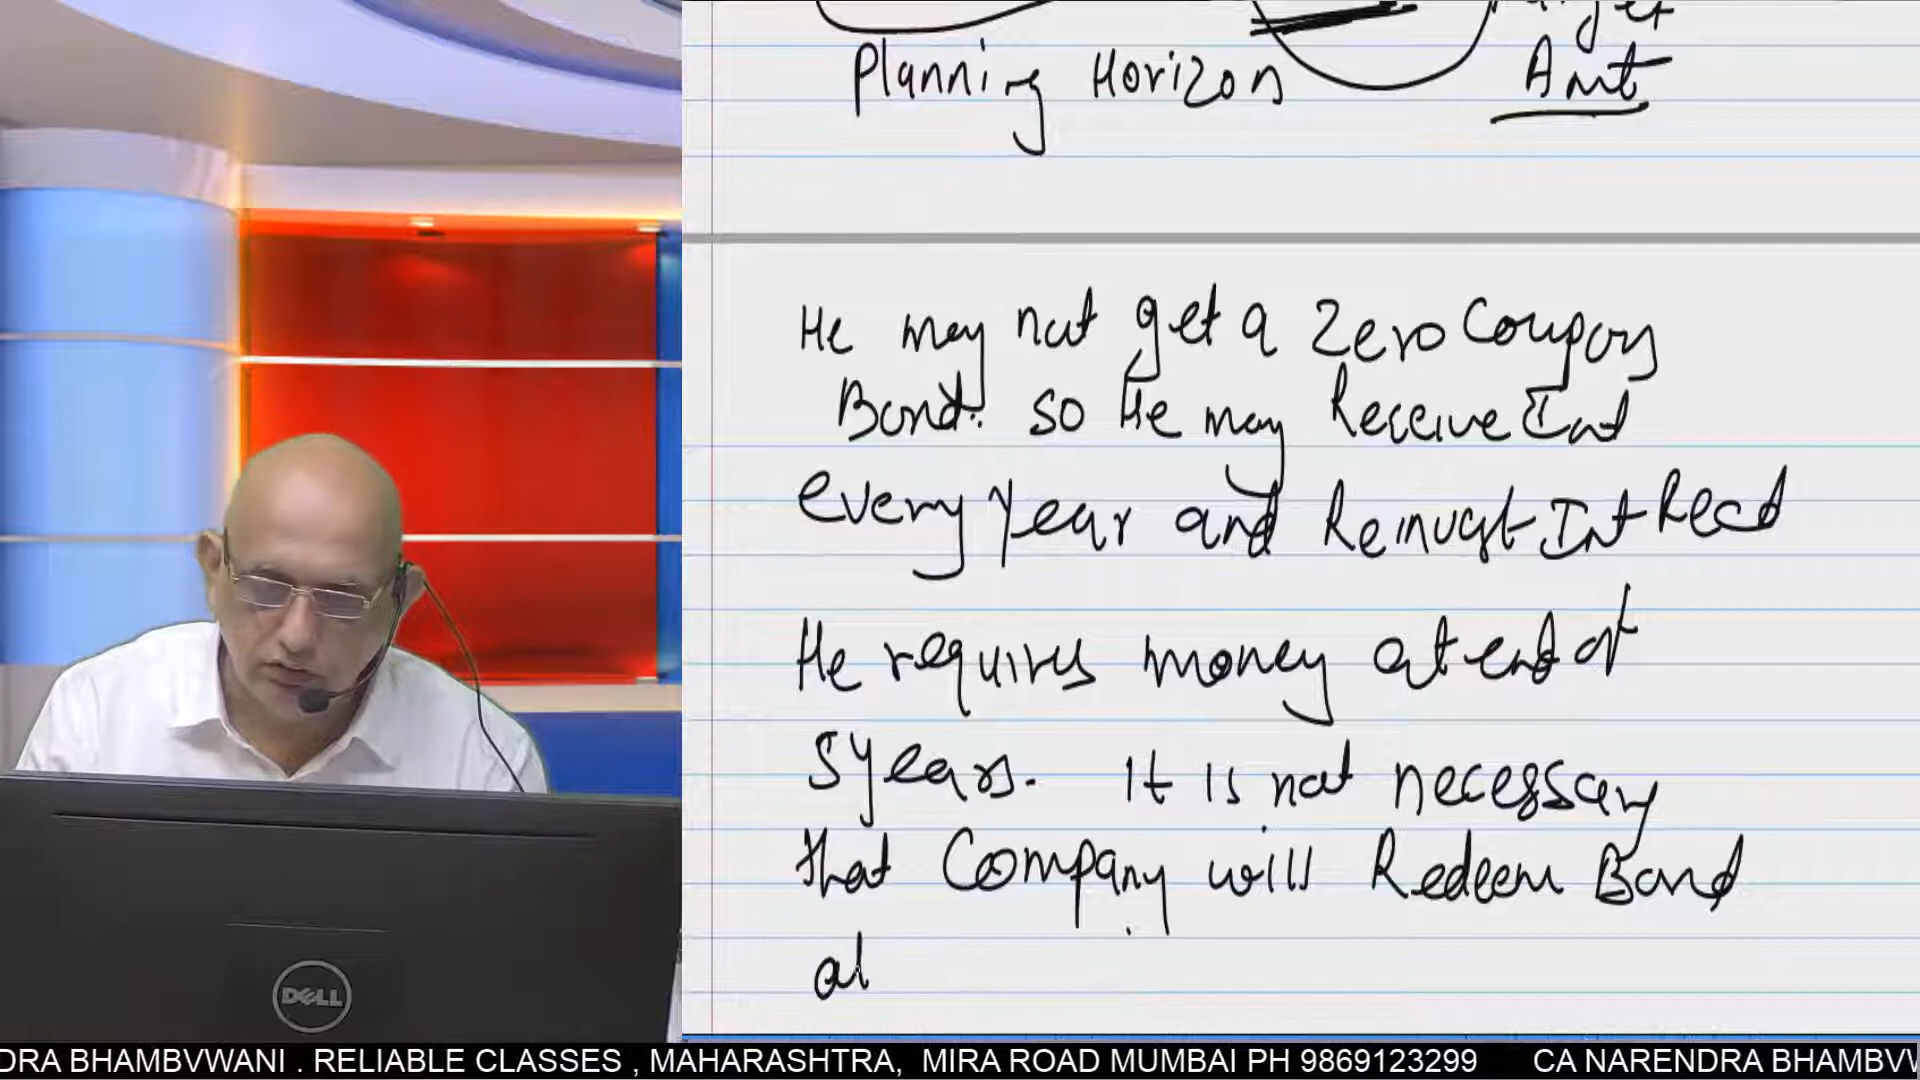 Planning Horizon
Amt
He may not get a Zero Coupon
Bond. So He may Receive Int
every year and Reinvest Int Recd
He requires money at end of
5 years. It is not necessary
that Company will Redeem Bond
at
DELL
DRA BHAMBVWANI . RELIABLE CLASSES , MAHARASHTRA, MIRA ROAD MUMBAI PH 9869123299 CA NARENDRA BHAMBVV